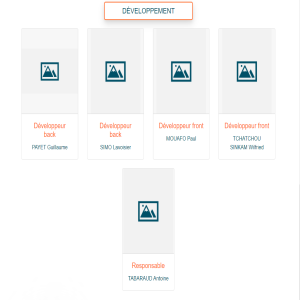 DÉVELOPPEMENT
Développeur
back
PAYET Guillaume
Développeur
back
SIMO Lavoisier
Développeur front
MOUAFO Paul
Développeur front
TCHATCHOU
SINKAM Wilfried
Responsable
TABARAUD Antoine